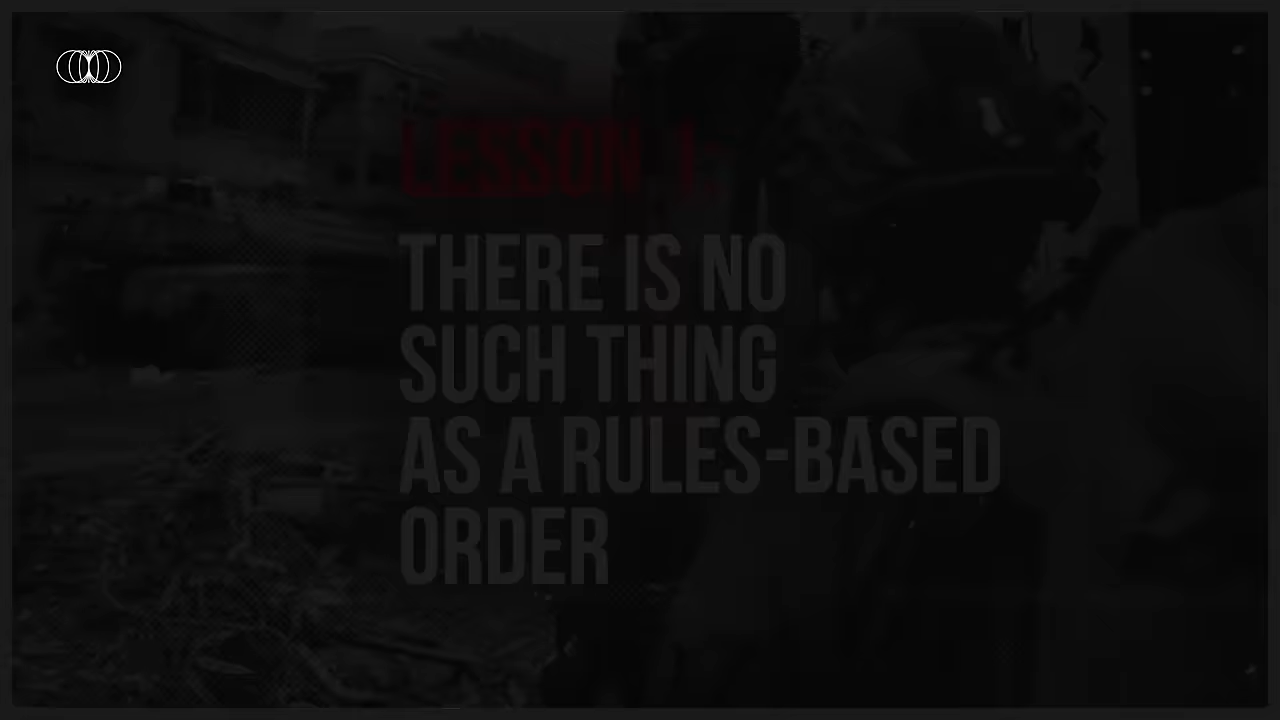 LESSON 1:
THERE IS NO
SUCH THING
AS A RULES-BASED
ORDER